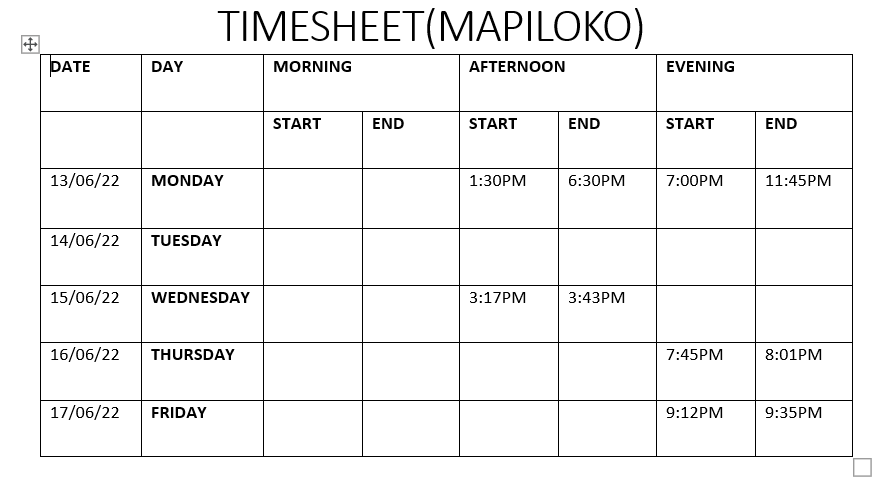 TIMESHEET(MAPILOKO)
DATE DAY MORNING AFTERNOON EVENING
START END START END START END
13/06/22 MONDAY 1:30PM 6:30PM 7:00PM 11:45PM
14/06/22 TUESDAY
15/06/22 WEDNESDAY 3:17PM 3:43PM
16/06/22 THURSDAY 7:45PM 8:01PM
17/06/22 FRIDAY 9:12PM 9:35PM